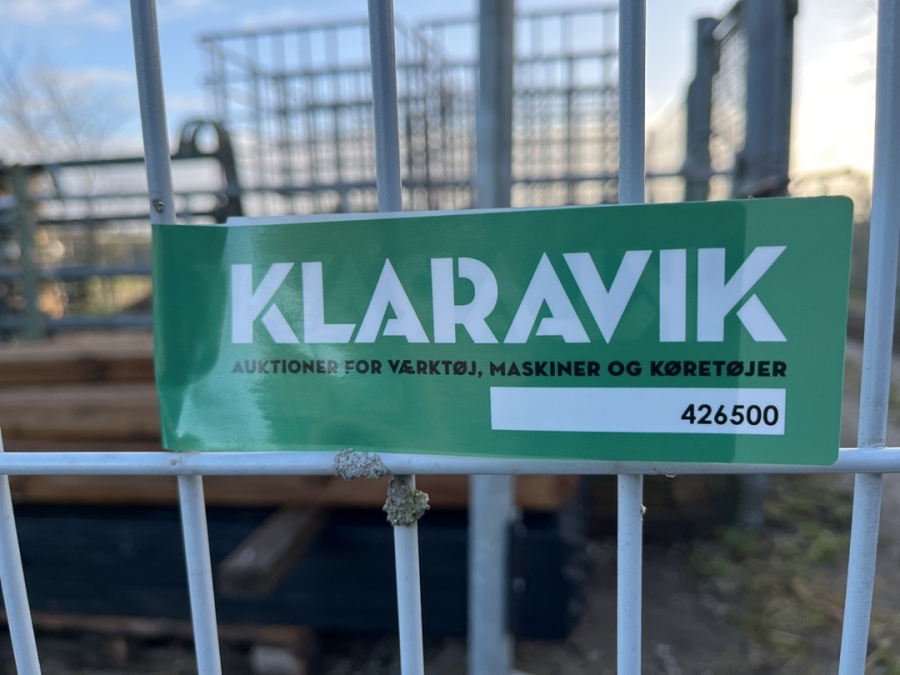 KLARAVIK
AUKTIONER FOR VÆRKTØJ, MASKINER OG KØRETØJER
426500